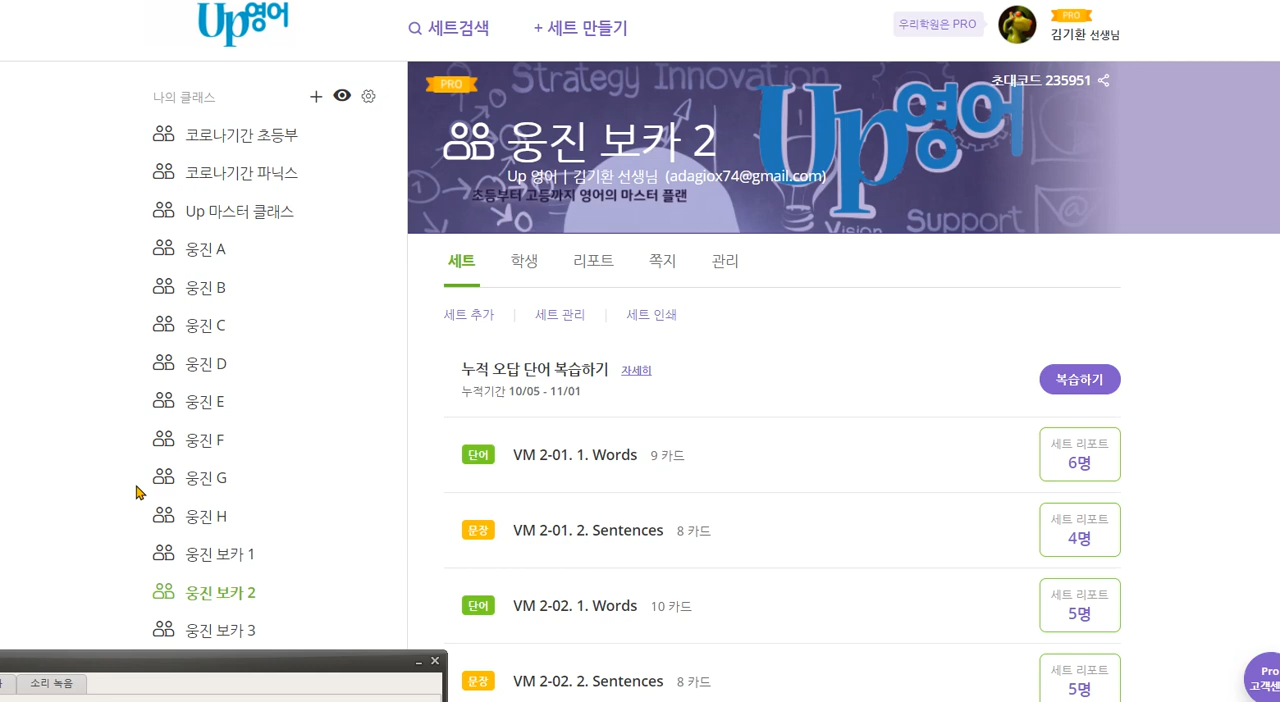 Up영어
세트검색
+ 세트 만들기
우리학원은 PRO
PRO
김기환 선생님
나의 클래스
코로나기간 초등부
코로나기간 파닉스
Up 마스터 클래스
웅진 A
웅진 B
웅진 C
웅진 D
웅진 E
웅진 F
웅진 G
웅진 H
웅진 보카 1
웅진 보카 2
웅진 보카 3
소리 녹음
PRO
Strategy Innovation
초대코드 235951
웅진 보카 2
Up영어
Up 영어 | 김기환 선생님 (adagiox74@gmail.com)
초등부터 고등까지 영어의 마스터 플랜
Vision
Support
세트 학생 리포트 쪽지 관리
세트 추가 | 세트 관리 | 세트 인쇄
누적 오답 단어 복습하기 자세히
누적기간 10/05 - 11/01
복습하기
단어 VM 2-01. 1. Words 9 카드
세트 리포트
6명
문장 VM 2-01. 2. Sentences 8 카드
세트 리포트
4명
단어 VM 2-02. 1. Words 10 카드
세트 리포트
5명
문장 VM 2-02. 2. Sentences 8 카드
세트 리포트
5명
Pro
고객센